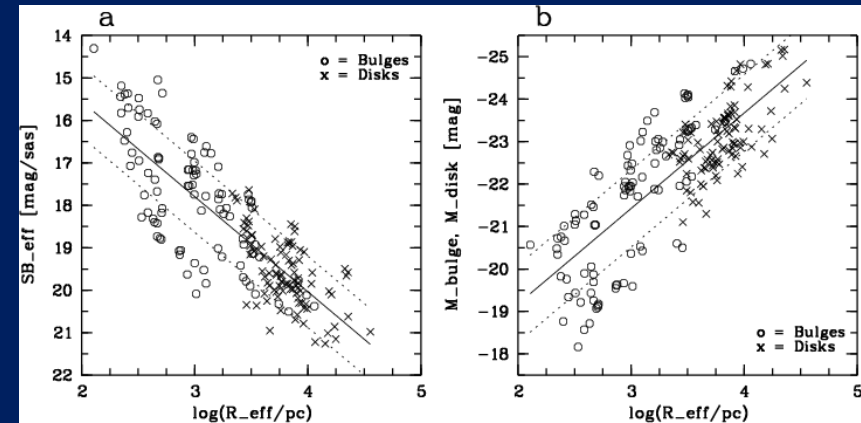 a
b
14
15
16
17
18
19
20
21
22
SB_eff [mag/sas]
o = Bulges
x = Disks
2
3
4
5
log(R_eff/pc)
-25
-24
-23
-22
-21
-20
-19
-18
-17
M_bulge, M_disk [mag]
o = Bulges
x = Disks
2
3
4
5
log(R_eff/pc)